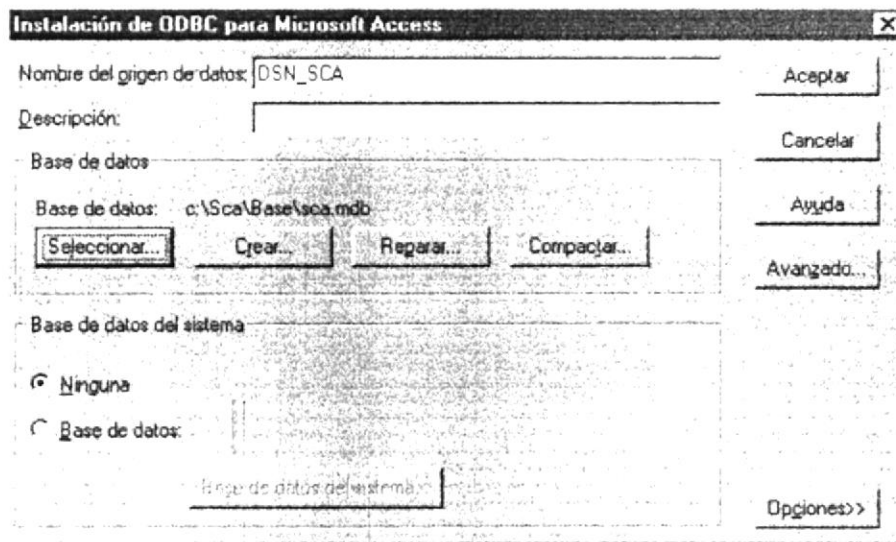 Instalación de ODBC para Microsoft Access
Nombre del origen de datos: DSN_SCA
Aceptar
Descripción:
Cancelar
Base de datos
Base de datos: c:\Sca\Base\sca.mdb
Ayuda
Seleccionar... Crear... Reparar... Compactar...
Avanzado...
Base de datos del sistema
Ninguna
Base de datos:
Base de datos del sistema
Opciones>>